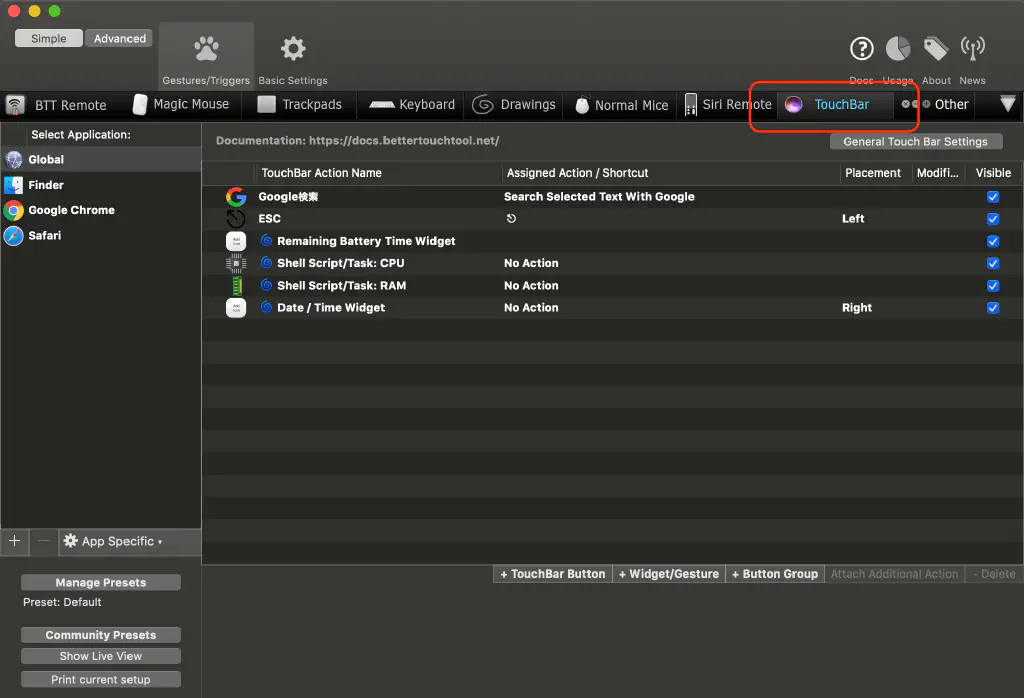 Simple
Advanced
Gestures/Triggers
Basic Settings
Docs
Usage
About
News
BTT Remote
Magic Mouse
Trackpads
Keyboard
Drawings
Normal Mice
Siri Remote
TouchBar
Other
Select Application:
Global
Finder
Google Chrome
Safari
Documentation: https://docs.bettertouchtool.net/
General Touch Bar Settings
TouchBar Action Name Assigned Action / Shortcut Placement Modifi... Visible
Google検索 Search Selected Text With Google
ESC Left
Remaining Battery Time Widget
Shell Script/Task: CPU No Action
Shell Script/Task: RAM No Action
Date / Time Widget No Action Right
+ TouchBar Button
+ Widget/Gesture
+ Button Group
Attach Additional Action
- Delete
App Specific
Manage Presets
Preset: Default
Community Presets
Show Live View
Print current setup